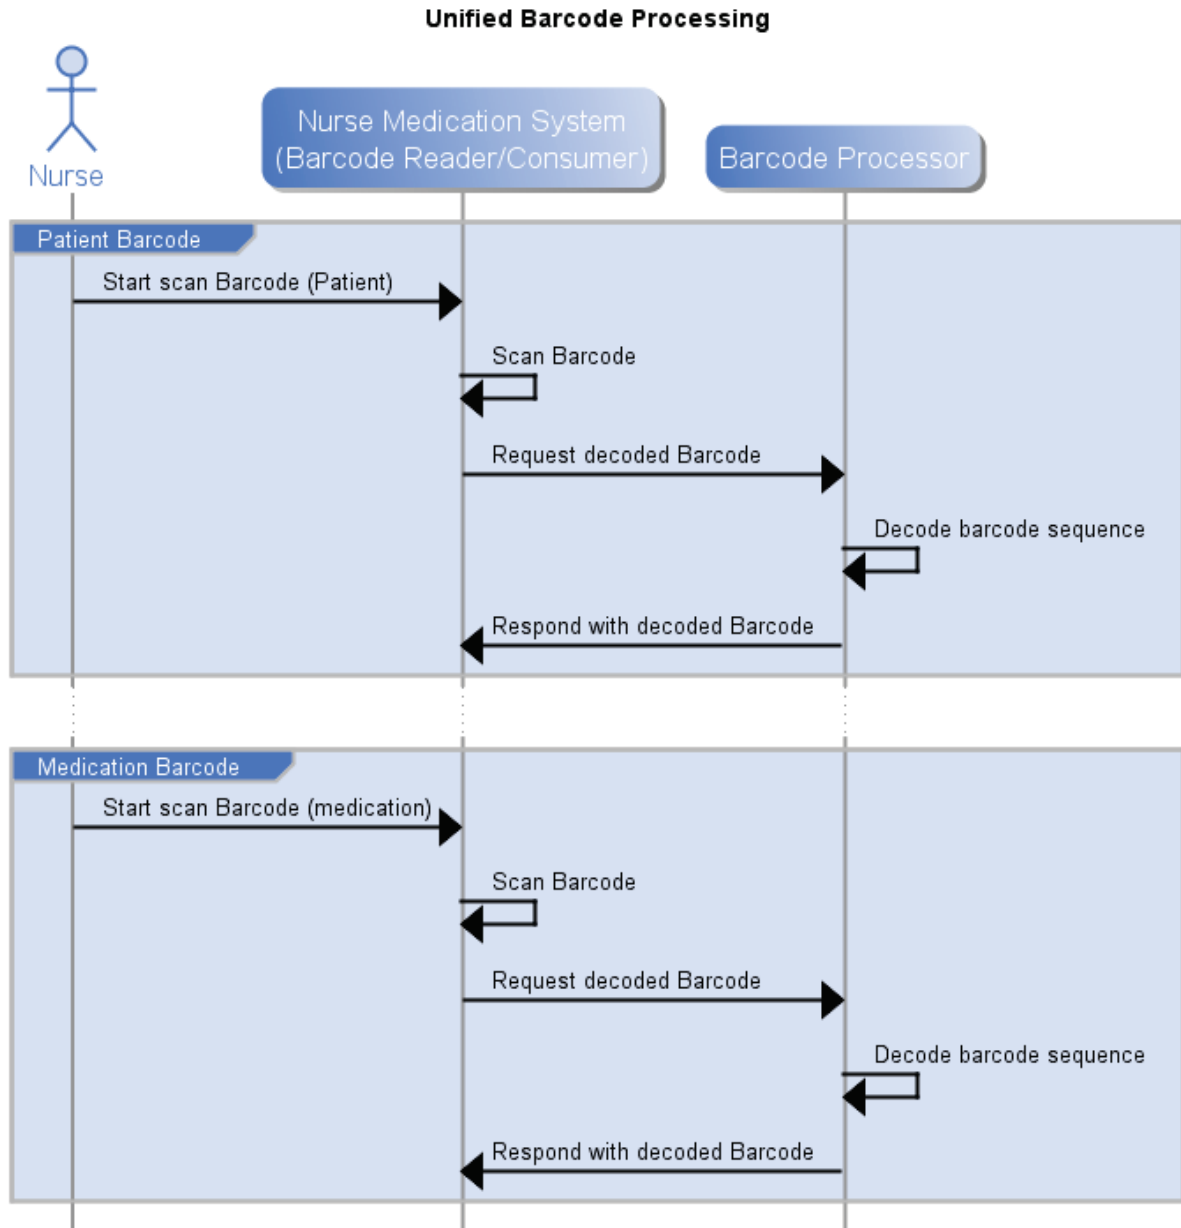 Unified Barcode Processing
Nurse
Nurse Medication System
(Barcode Reader/Consumer)
Barcode Processor
Patient Barcode
Start scan Barcode (Patient)
Scan Barcode
Request decoded Barcode
Decode barcode sequence
Respond with decoded Barcode
Medication Barcode
Start scan Barcode (medication)
Scan Barcode
Request decoded Barcode
Decode barcode sequence
Respond with decoded Barcode